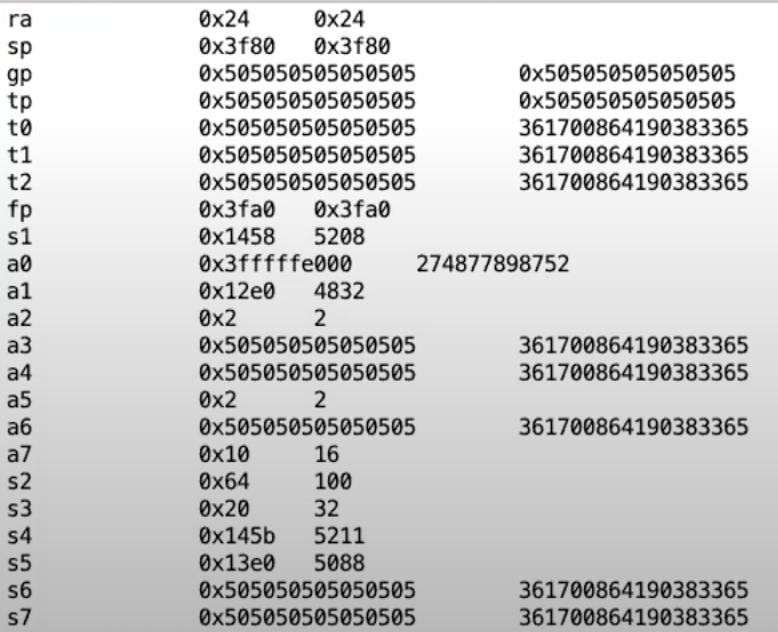 ra 0x24 0x24
sp 0x3f80 0x3f80
gp 0x505050505050505 0x505050505050505
tp 0x505050505050505 0x505050505050505
t0 0x505050505050505 361700864190383365
t1 0x505050505050505 361700864190383365
t2 0x505050505050505 361700864190383365
fp 0x3fa0 0x3fa0
s1 0x1458 5208
a0 0x3fffffe000 274877898752
a1 0x12e0 4832
a2 0x2 2
a3 0x505050505050505 361700864190383365
a4 0x505050505050505 361700864190383365
a5 0x2 2
a6 0x505050505050505 361700864190383365
a7 0x10 16
s2 0x64 100
s3 0x20 32
s4 0x145b 5211
s5 0x13e0 5088
s6 0x505050505050505 361700864190383365
s7 0x505050505050505 361700864190383365